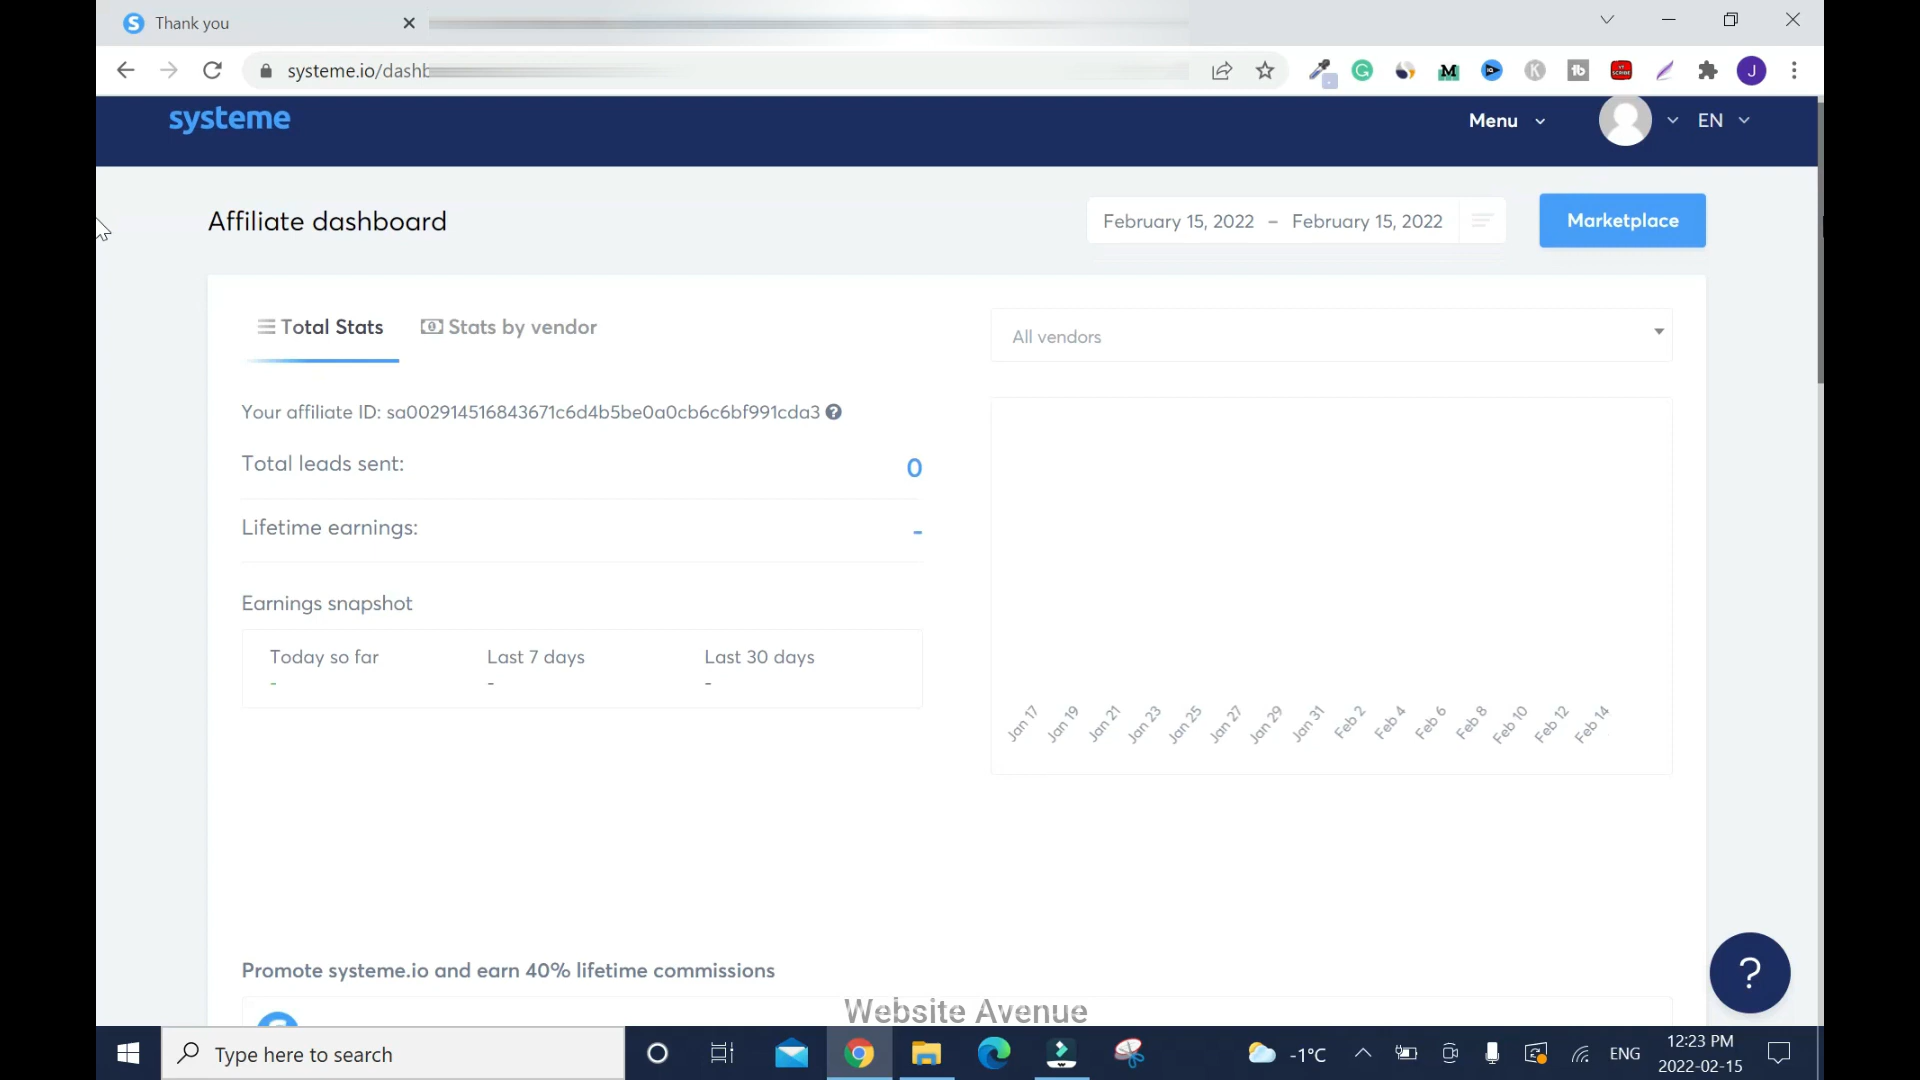 Thank you
systeme.io/dashb
systeme
Menu
EN
Affiliate dashboard
February 15, 2022 – February 15, 2022
Marketplace
Total Stats
Stats by vendor
All vendors
Your affiliate ID: sa002914516843671c6d4b5be0a0cb6c6bf991cda3
Total leads sent:
0
Lifetime earnings:
-
Earnings snapshot
Today so far
Last 7 days
Last 30 days
-
-
-
Jan 17
Jan 19
Jan 21
Jan 23
Jan 25
Jan 27
Jan 29
Jan 31
Feb 2
Feb 4
Feb 6
Feb 8
Feb 10
Feb 12
Feb 14
Promote systeme.io and earn 40% lifetime commissions
?
Website Avenue
Type here to search
-1°C
ENG
12:23 PM
2022-02-15